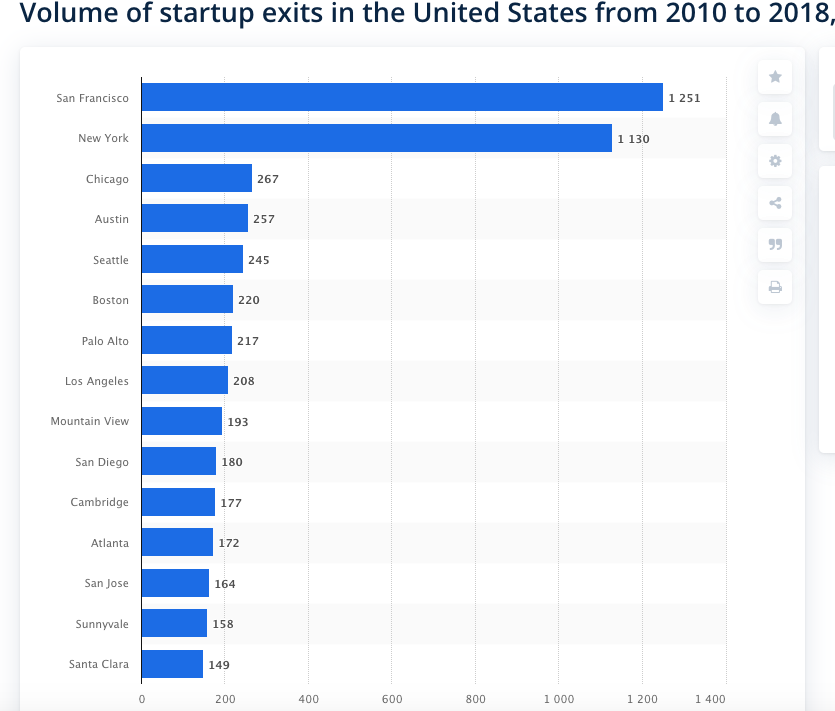 Volume of startup exits in the United States from 2010 to 2018,
San Francisco 1 251
New York 1 130
Chicago 267
Austin 257
Seattle 245
Boston 220
Palo Alto 217
Los Angeles 208
Mountain View 193
San Diego 180
Cambridge 177
Atlanta 172
San Jose 164
Sunnyvale 158
Santa Clara 149
0 200 400 600 800 1 000 1 200 1 400